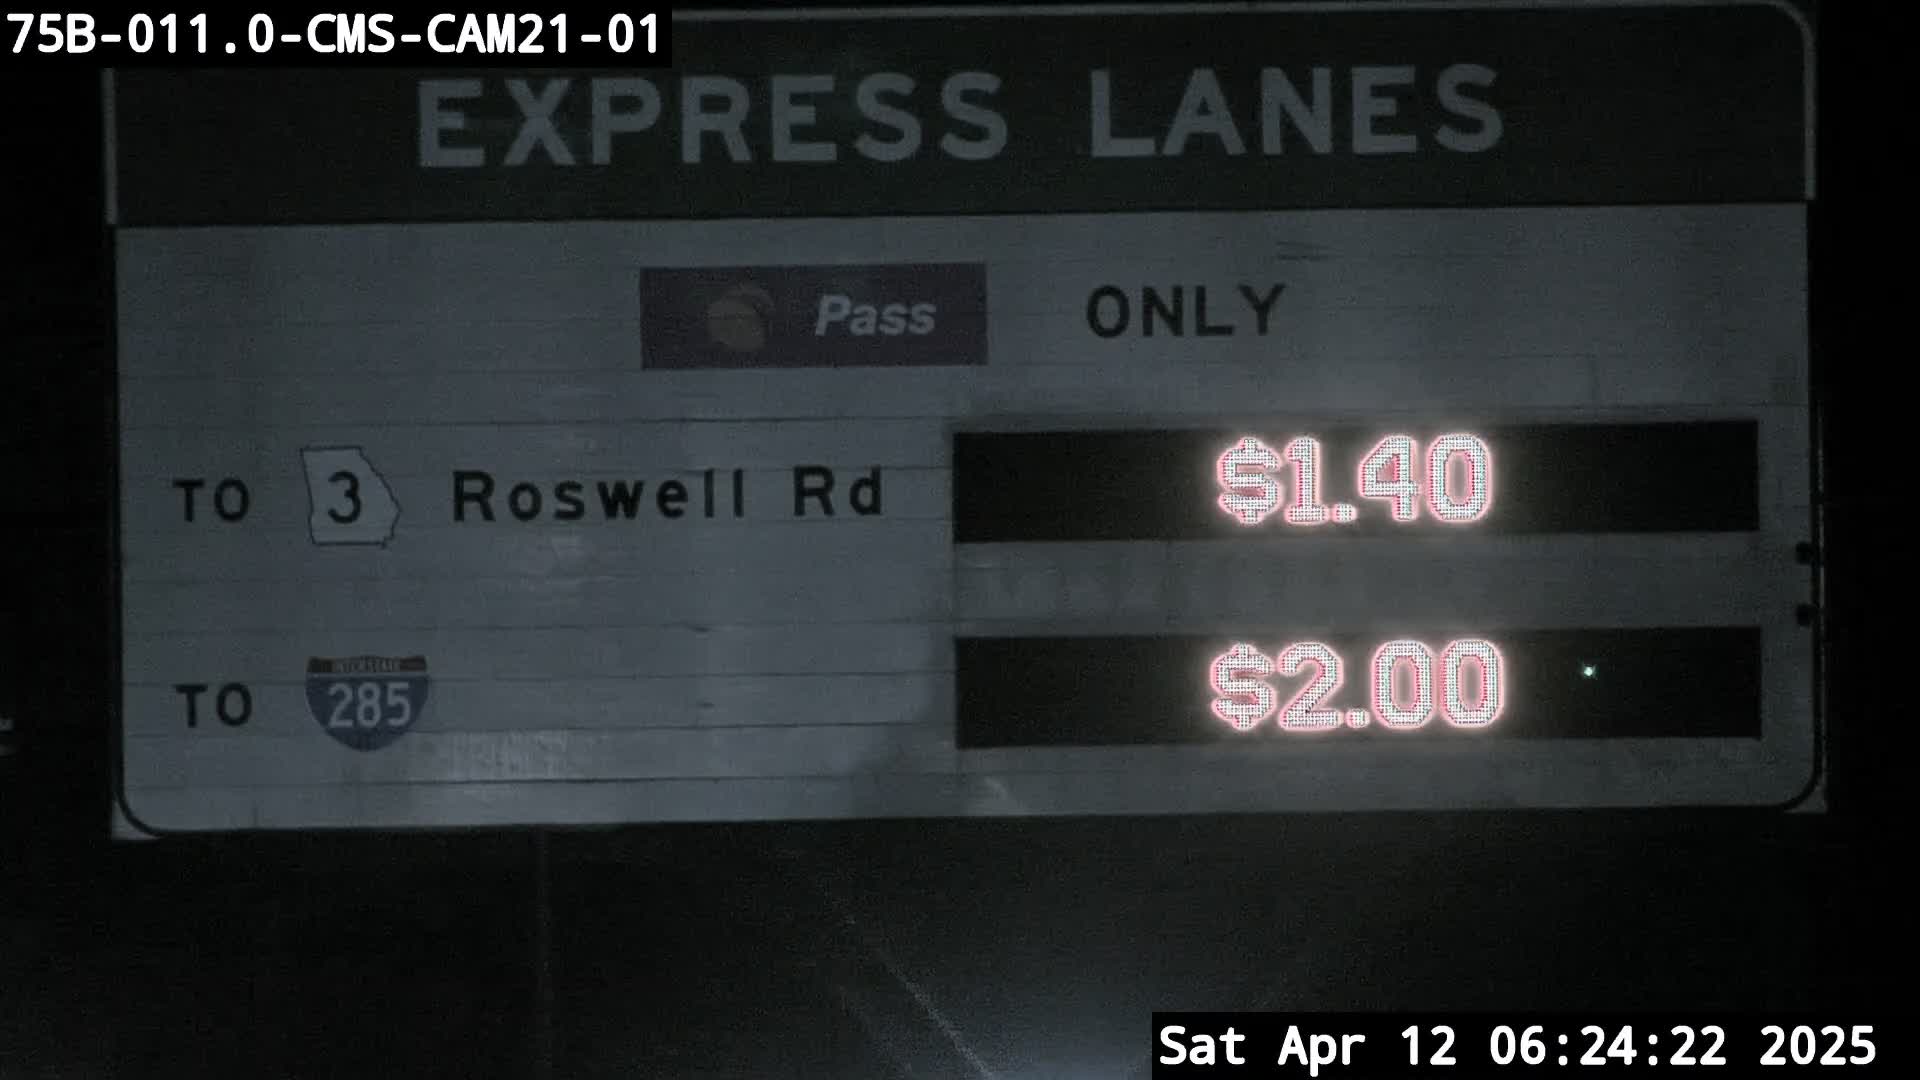 75B-011.0-CMS-CAM21-01
EXPRESS LANES
Pass ONLY
TO 3 Roswell Rd $1.40
INTERSTATE
TO 285 $2.00
Sat Apr 12 06:24:22 2025